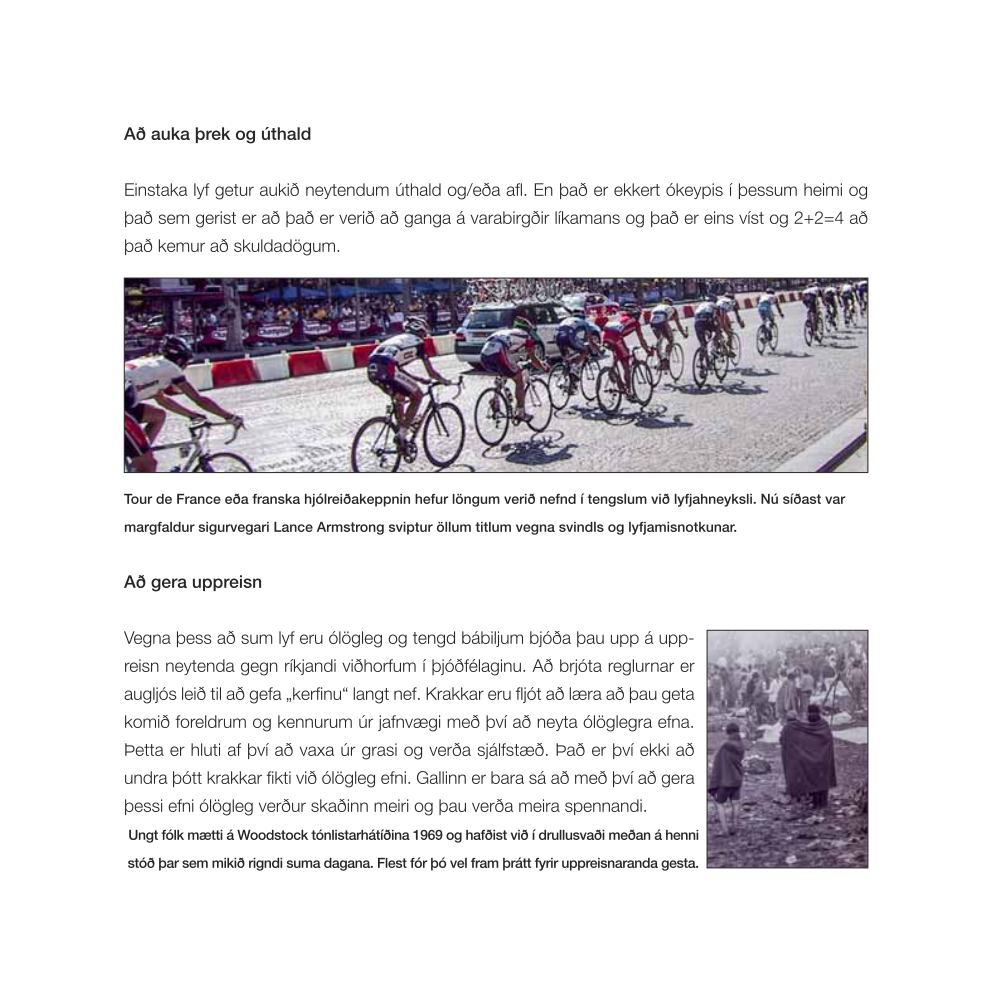 Að auka þrek og úthald
Einstaka lyf getur aukið neytendum úthald og/eða afl. En það er ekkert ókeypis í þessum heimi og
það sem gerist er að það er verið að ganga á varabirgðir líkamans og það er eins víst og 2+2=4 að
það kemur að skuldadögum.
Tour de France eða franska hjólreiðakeppnin hefur löngum verið nefnd í tengslum við lyfjahneyksli. Nú síðast var
margfaldur sigurvegari Lance Armstrong sviptur öllum titlum vegna svindls og lyfjamisnotkunar.
Að gera uppreisn
Vegna þess að sum lyf eru ólögleg og tengd bábiljum bjóða þau upp á upp-
reisn neytenda gegn ríkjandi viðhorfum í þjóðfélaginu. Að brjóta reglurnar er
augljós leið til að gefa „kerfinu“ langt nef. Krakkar eru fljót að læra að þau geta
komið foreldrum og kennurum úr jafnvægi með því að neyta ólöglegra efna.
Þetta er hluti af því að vaxa úr grasi og verða sjálfstæð. Það er því ekki að
undra þótt krakkar fikti við ólögleg efni. Gallinn er bara sá að með því að gera
þessi efni ólögleg verður skaðinn meiri og þau verða meira spennandi.
Ungt fólk mætti á Woodstock tónlistarhátíðina 1969 og hafðist við í drullusvaði meðan á henni
stóð þar sem mikið rigndi suma dagana. Flest fór þó vel fram þrátt fyrir uppreisnaranda gesta.